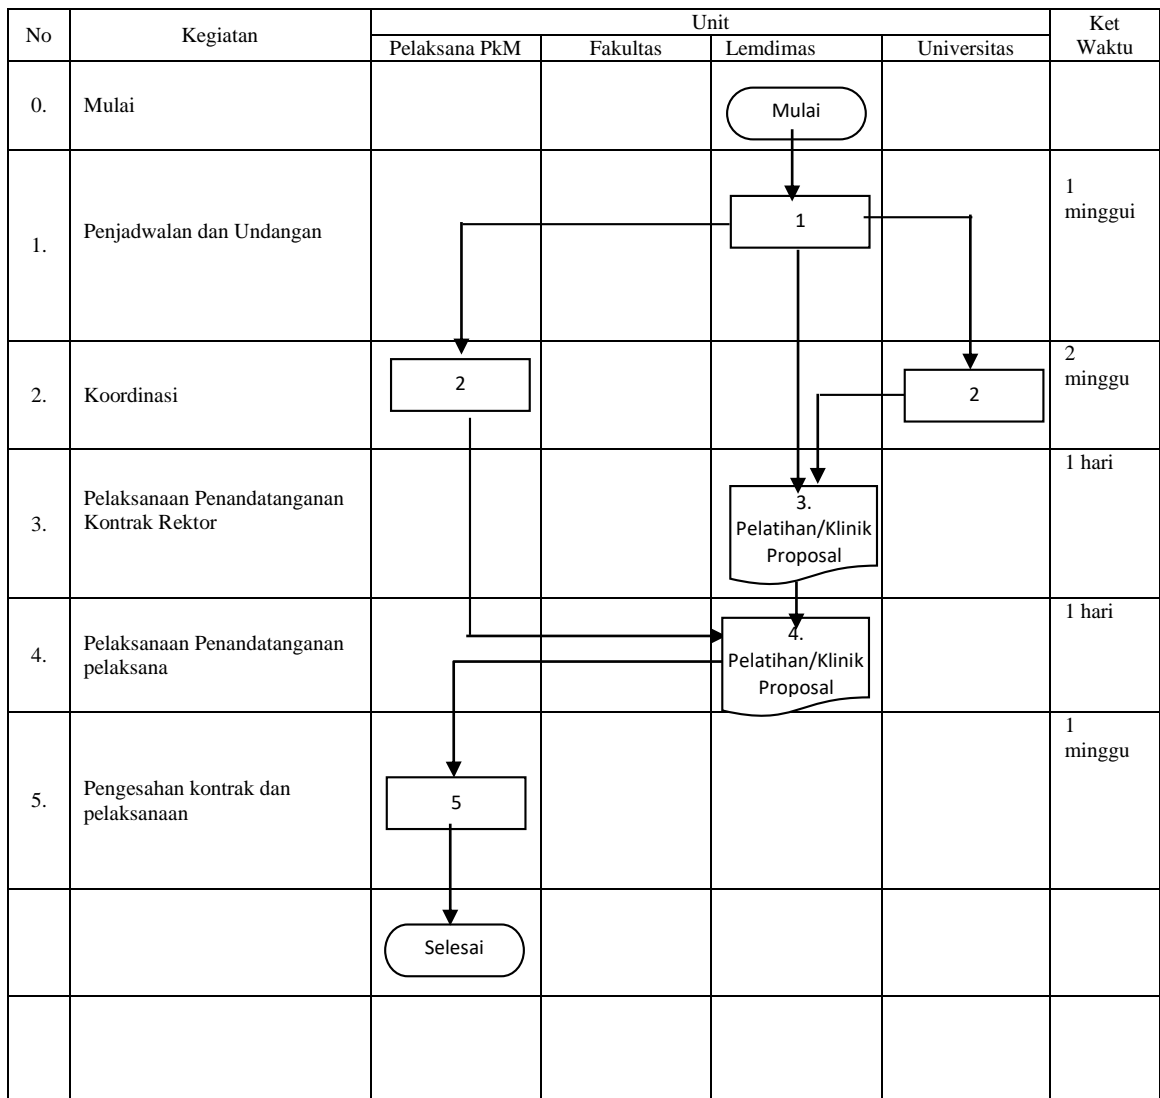 No
Kegiatan
Unit
Ket
Waktu
Pelaksana PkM
Fakultas
Lemdimas
Universitas
0.
Mulai
Mulai
1.
Penjadwalan dan Undangan
1
1
minggui
2.
Koordinasi
2
2
2
minggu
3.
Pelaksanaan Penandatanganan
Kontrak Rektor
3.
Pelatihan/Klinik
Proposal
1 hari
4.
Pelaksanaan Penandatanganan
pelaksana
4.
Pelatihan/Klinik
Proposal
1 hari
5.
Pengesahan kontrak dan
pelaksanaan
5
1
minggu
Selesai